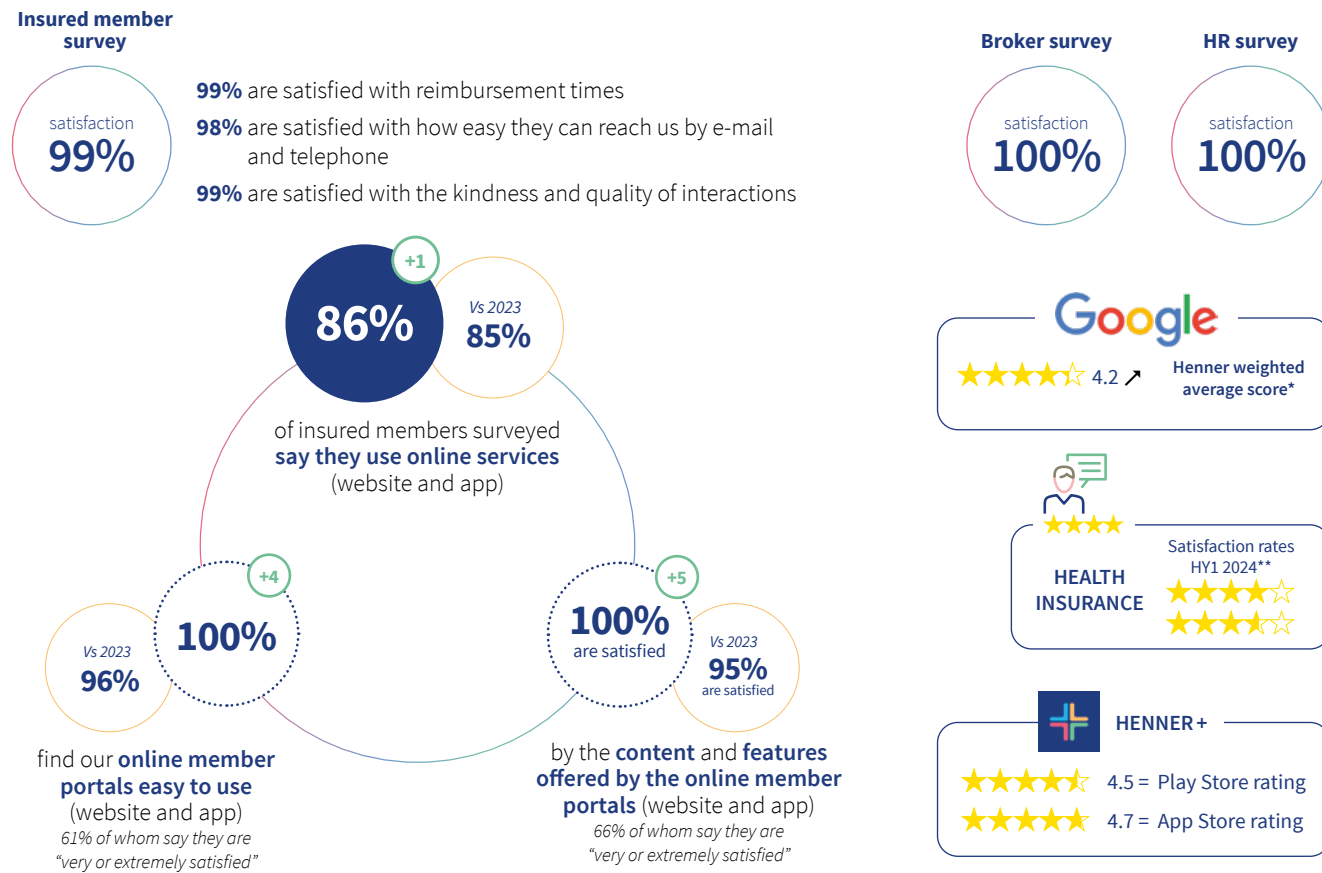 Insured member
survey
satisfaction
99%
99% are satisfied with reimbursement times
98% are satisfied with how easy they can reach us by e-mail
and telephone
99% are satisfied with the kindness and quality of interactions
Broker survey
satisfaction
100%
HR survey
satisfaction
100%
86%
+1
Vs 2023
85%
of insured members surveyed
say they use online services
(website and app)
+4
100%
Vs 2023
96%
find our online member
portals easy to use
(website and app)
61% of whom say they are
“very or extremely satisfied”
+5
100%
are satisfied
Vs 2023
95%
are satisfied
by the content and features
offered by the online member
portals (website and app)
66% of whom say they are
“very or extremely satisfied”
Google
4.2
Henner weighted
average score*
HEALTH
INSURANCE
Satisfaction rates
HY1 2024**
HENNER+
4.5 = Play Store rating
4.7 = App Store rating